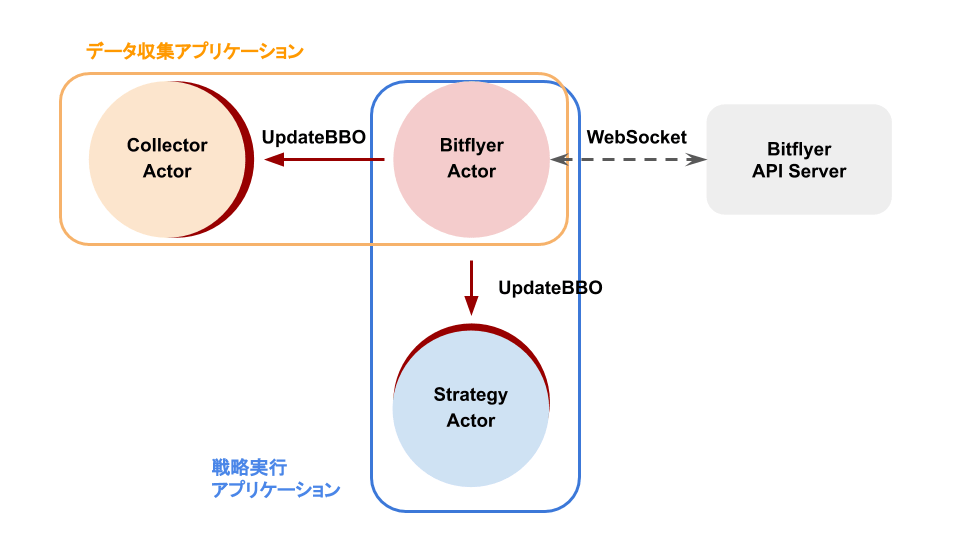 データ収集アプリケーション
Collector
Actor
UpdateBBO
Bitflyer
Actor
WebSocket
Bitflyer
API Server
UpdateBBO
Strategy
Actor
戦略実行
アプリケーション